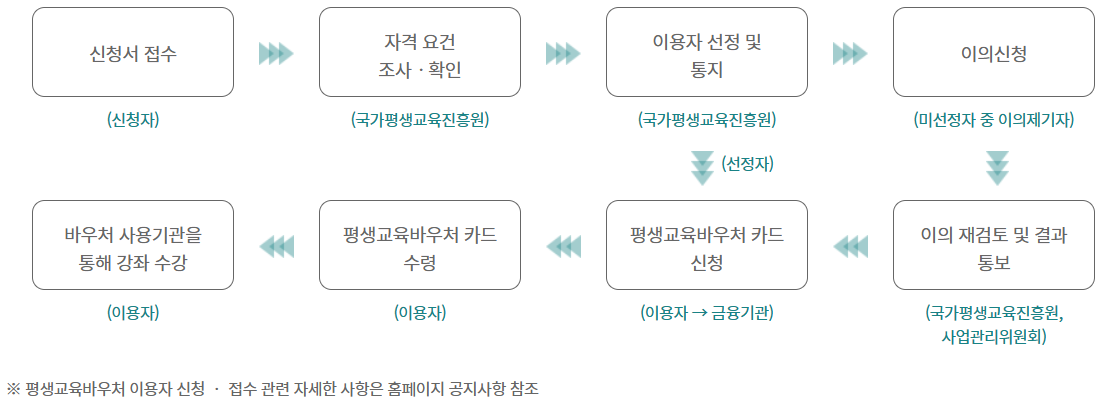 신청서 접수
(신청자)
자격 요건
조사 · 확인
(국가평생교육진흥원)
이용자 선정 및
통지
(국가평생교육진흥원)
이의신청
(미선정자 중 이의제기자)
(선정자)
이의 재검토 및 결과
통보
(국가평생교육진흥원,
사업관리위원회)
평생교육바우처 카드
신청
(이용자 → 금융기관)
평생교육바우처 카드
수령
(이용자)
바우처 사용기관을
통해 강좌 수강
(이용자)
※ 평생교육바우처 이용자 신청 · 접수 관련 자세한 사항은 홈페이지 공지사항 참조